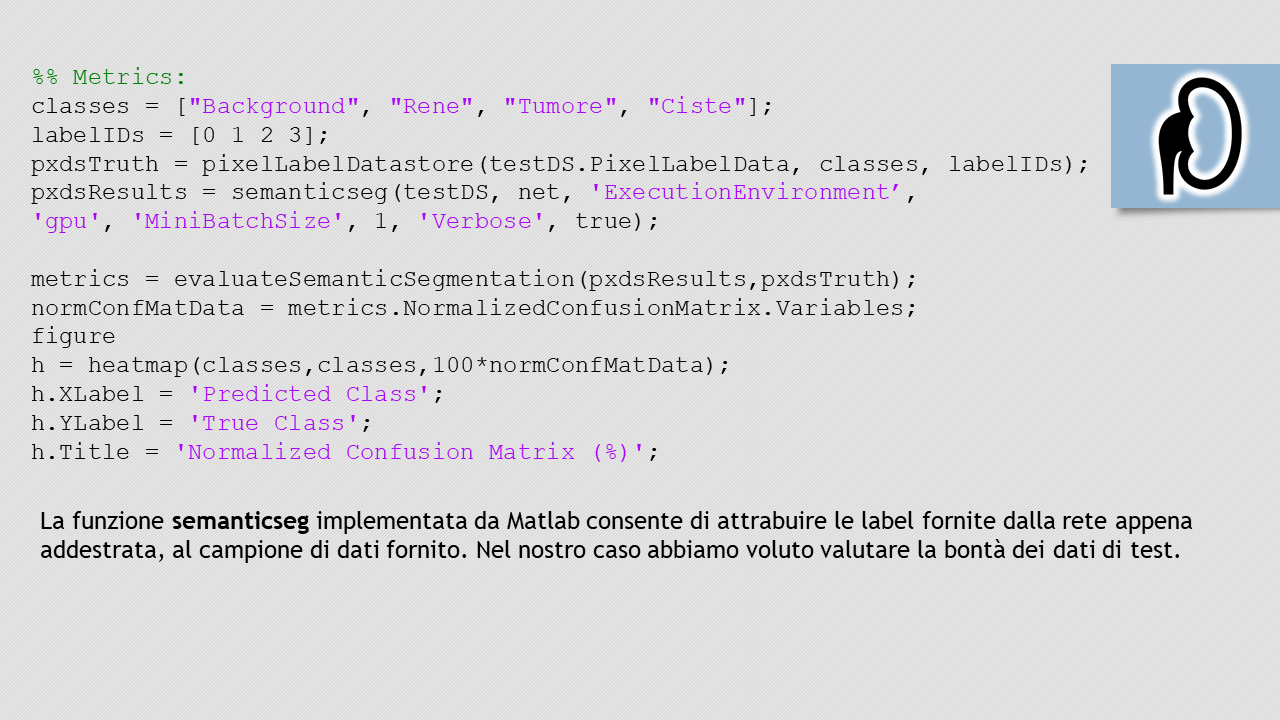 %% Metrics:
classes = ["Background", "Rene", "Tumore", "Ciste"];
labelIDs = [0 1 2 3];
pxdsTruth = pixelLabelDatastore(testDS.PixelLabelData, classes, labelIDs);
pxdsResults = semanticseg(testDS, net, 'ExecutionEnvironment’,
'gpu', 'MiniBatchSize', 1, 'Verbose', true);
metrics = evaluateSemanticSegmentation(pxdsResults,pxdsTruth);
normConfMatData = metrics.NormalizedConfusionMatrix.Variables;
figure
h = heatmap(classes,classes,100*normConfMatData);
h.XLabel = 'Predicted Class';
h.YLabel = 'True Class';
h.Title = 'Normalized Confusion Matrix (%)';
La funzione semanticseg implementata da Matlab consente di attrabuire le label fornite dalla rete appena
addestrata, al campione di dati fornito. Nel nostro caso abbiamo voluto valutare la bontà dei dati di test.